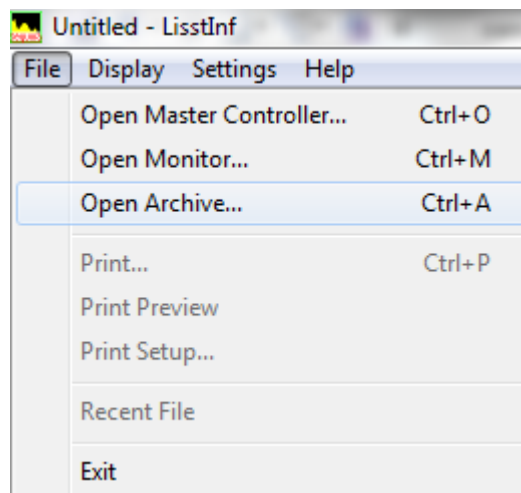 Untitled - LisstInf
File Display Settings Help
Open Master Controller... Ctrl+O
Open Monitor... Ctrl+M
Open Archive... Ctrl+A
Print... Ctrl+P
Print Preview
Print Setup...
Recent File
Exit